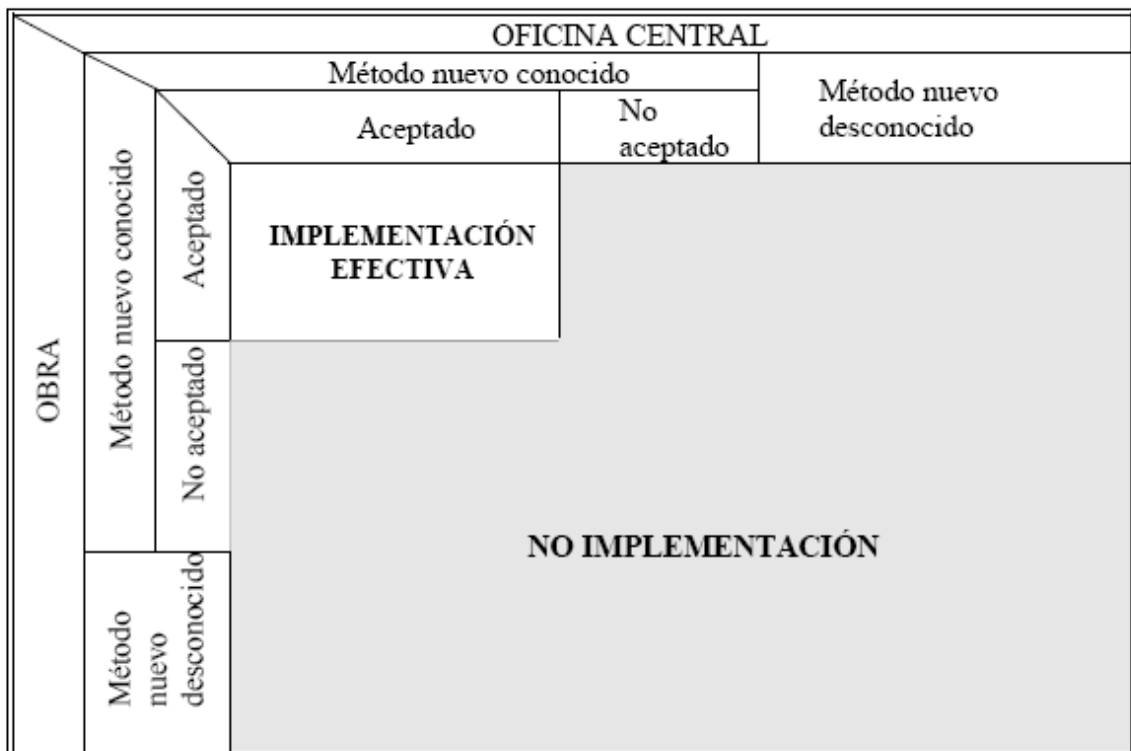 OFICINA CENTRAL
Método nuevo conocido
Método nuevo
desconocido
Aceptado
No
aceptado
OBRA
Método nuevo conocido
Aceptado
IMPLEMENTACIÓN
EFECTIVA
No aceptado
NO IMPLEMENTACIÓN
Método
nuevo
desconocido